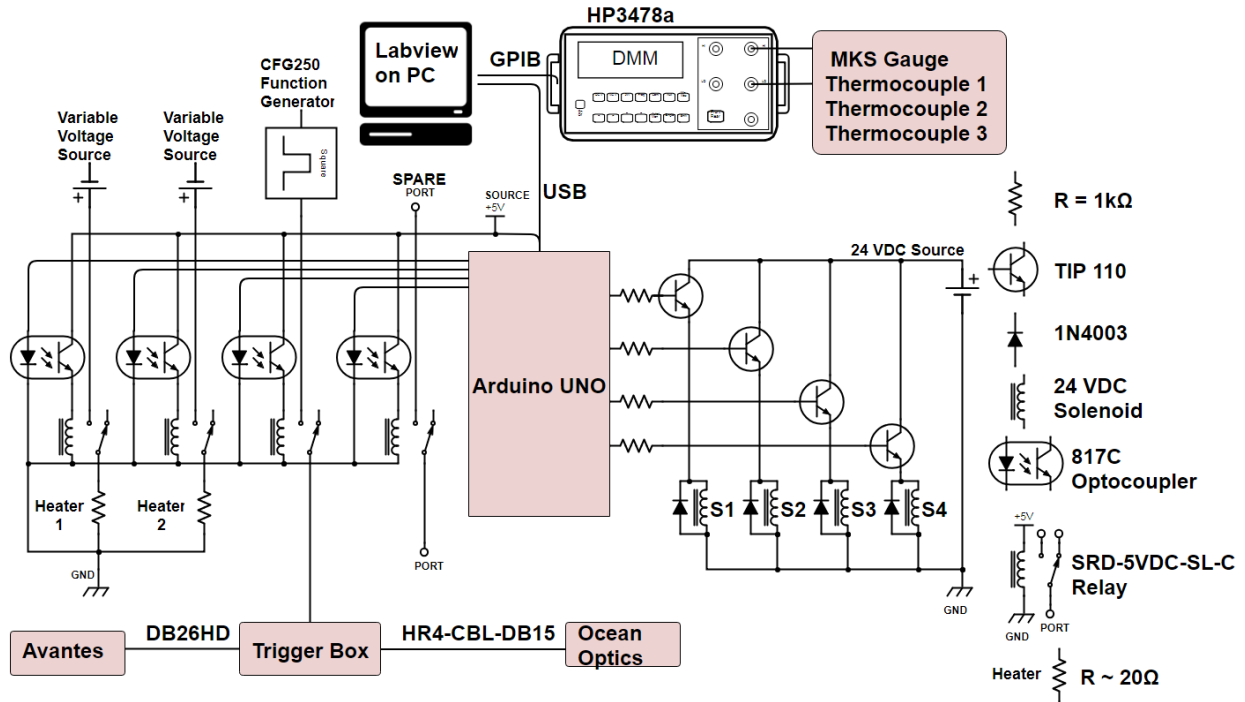 HP3478a
Labview
on PC
GPIB
DMM
MKS Gauge
Thermocouple 1
Thermocouple 2
Thermocouple 3
CFG250
Function
Generator
Variable
Voltage
Source
Variable
Voltage
Source
+
+
Square
SPARE
PORT
SOURCE
+5V
USB
R = 1kΩ
24 VDC Source
+
TIP 110
1N4003
Arduino UNO
24 VDC
Solenoid
817C
Optocoupler
S1
S2
S3
S4
Heater
1
Heater
2
+5V
SRD-5VDC-SL-C
Relay
PORT
GND
GND
GND
PORT
Avantes
DB26HD
Trigger Box
HR4-CBL-DB15
Ocean
Optics
Heater
R ~ 20Ω